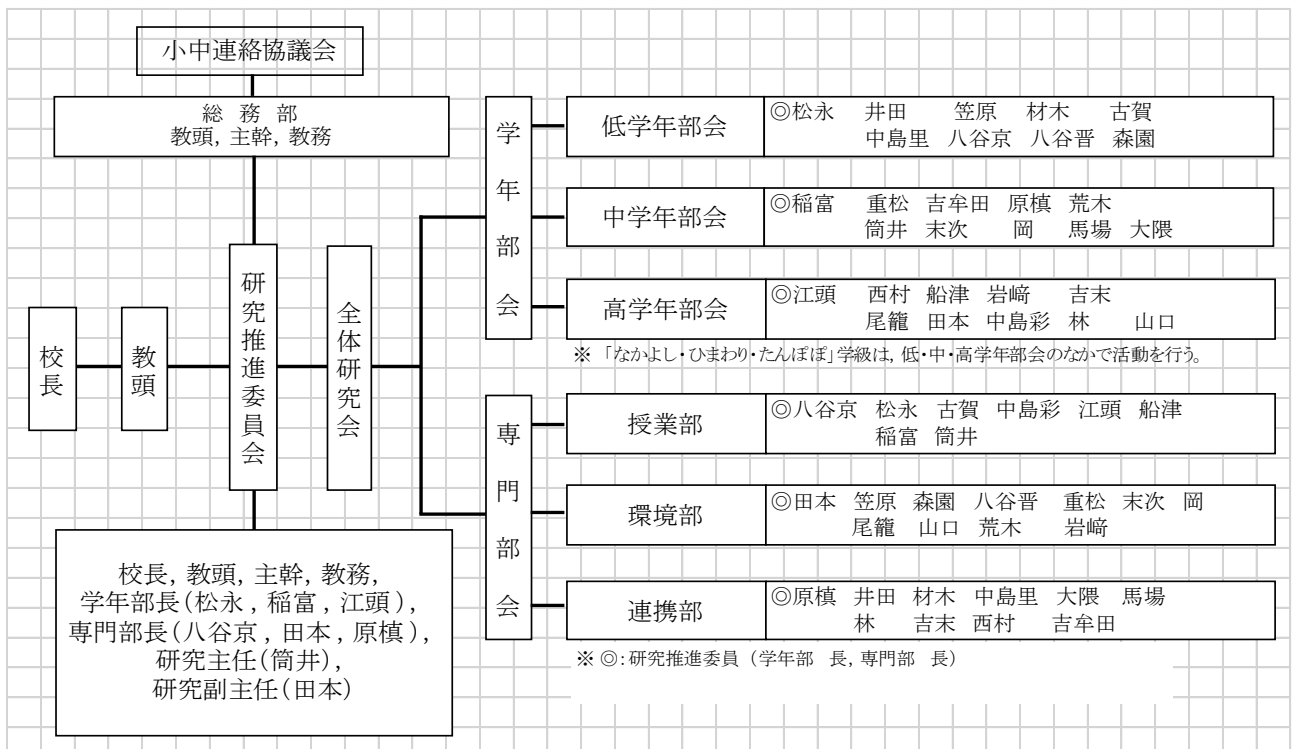 小中連絡協議会
総務部
教頭, 主幹, 教務
校長
教頭
研究推進委員会
全体研究会
校長, 教頭, 主幹, 教務,
学年部長(松永, 稲富, 江頭),
専門部長(八谷京, 田本, 原槙),
研究主任(筒井),
研究副主任(田本)
学年部会
低学年部会
◎松永 井田 笠原 材木 古賀
中島里 八谷京 八谷晋 森園
中学年部会
◎稲富 重松 吉牟田 原槙 荒木
筒井 末次 岡 馬場 大隈
高学年部会
◎江頭 西村 船津 岩﨑 吉末
尾籠 田本 中島彩 林 山口
※ 「なかよし・ひまわり・たんぽぽ」学級は, 低・中・高学年部会のなかで活動を行う。
専門部会
授業部
◎八谷京 松永 古賀 中島彩 江頭 船津
稲富 筒井
環境部
◎田本 笠原 森園 八谷晋 重松 末次 岡
尾籠 山口 荒木 岩﨑
連携部
◎原槙 井田 材木 中島里 大隈 馬場
林 吉末 西村 吉牟田
※ ◎:研究推進委員 (学年部 長, 専門部 長)